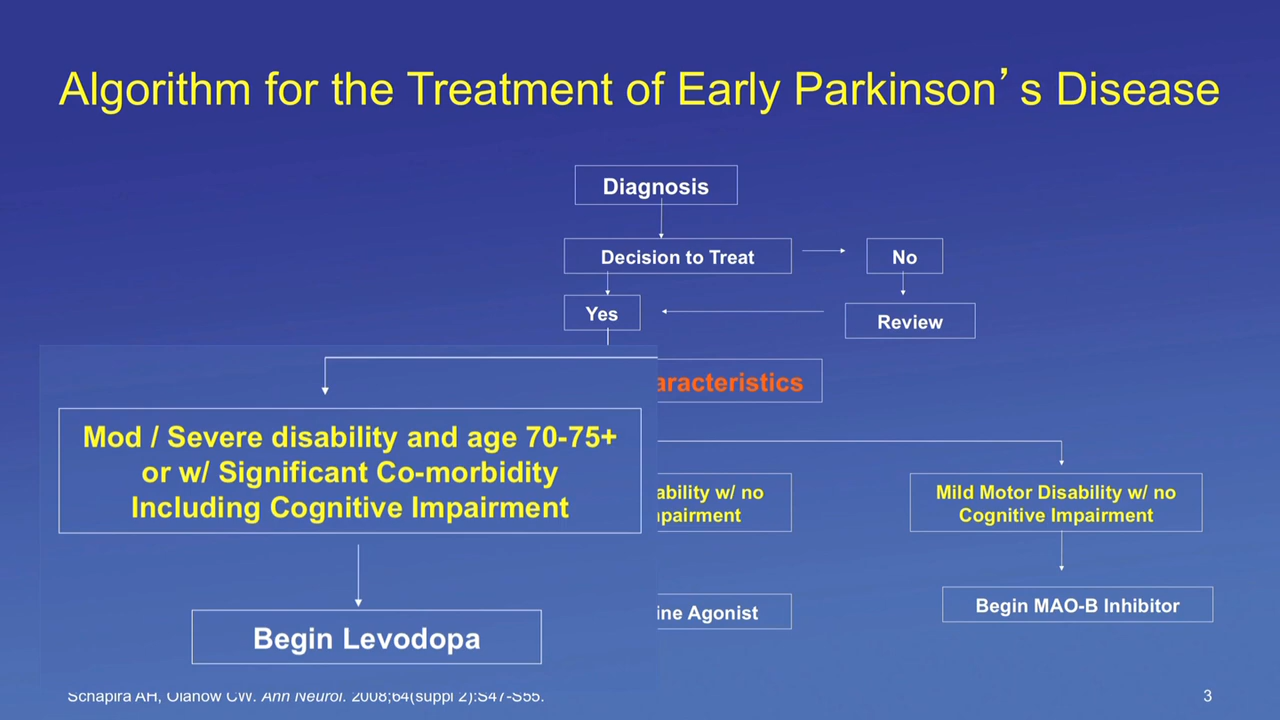 Algorithm for the Treatment of Early Parkinson’s Disease
Diagnosis
Decision to Treat
No
Yes
Review
aracteristics
Mod / Severe disability and age 70-75+
or w/ Significant Co-morbidity
Including Cognitive Impairment
ability w/ no
pairment
Mild Motor Disability w/ no
Cognitive Impairment
Begin Levodopa
ine Agonist
Begin MAO-B Inhibitor
Schapira AH, Olanow CW. Ann Neurol. 2008;64(suppl 2):S47-S55.
3